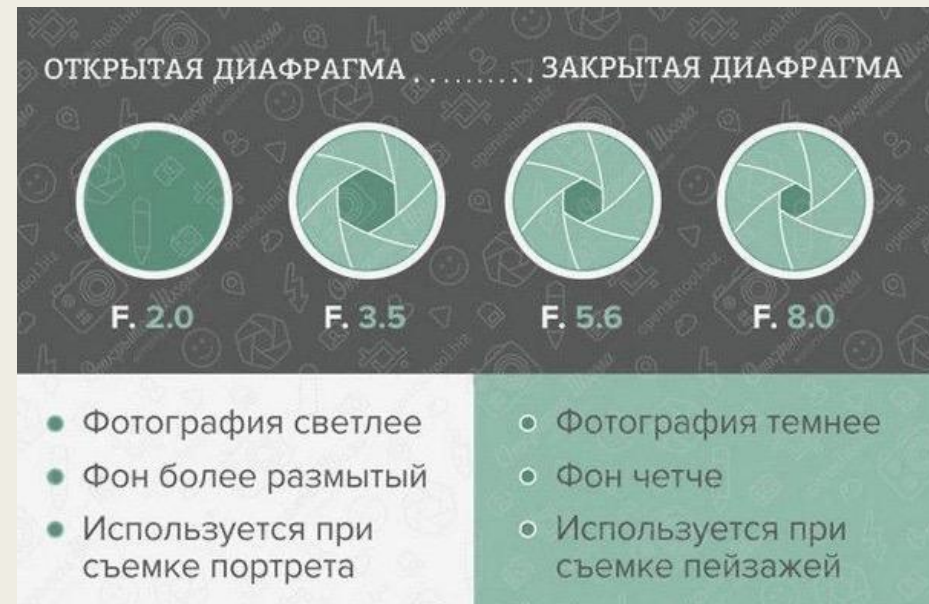 ОТКРЫТАЯ ДИАФРАГМА .......... ЗАКРЫТАЯ ДИАФРАГМА
F. 2.0
F. 3.5
F. 5.6
F. 8.0
Фотография светлее
Фон более размытый
Используется при
съемке портрета
Фотография темнее
Фон четче
Используется при
съемке пейзажей